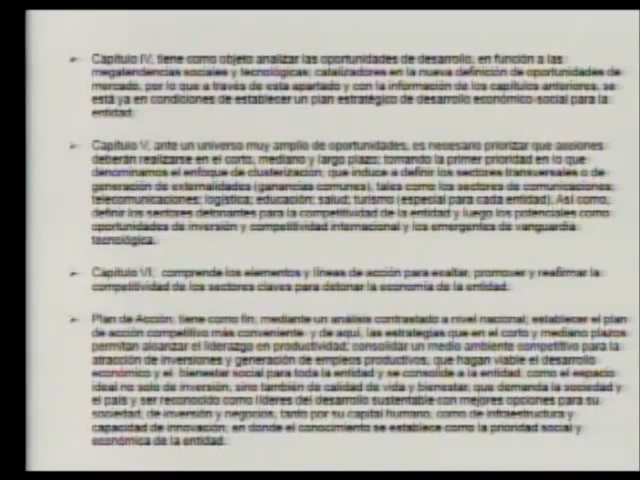 Capítulo IV, tiene como objeto analizar las oportunidades de desarrollo, en función a las
megatendencias sociales y tecnológicas; catalizadores en la nueva definición de oportunidades de
mercado, por lo que a través de este apartado y con la información de los capítulos anteriores, se
está ya en condiciones de establecer un plan estratégico de desarrollo económico-social para la
entidad.
Capítulo V, ante un universo muy amplio de oportunidades, es necesario priorizar que acciones
deberán realizarse en el corto, mediano y largo plazo; tomando la primer prioridad en lo que
denominamos el enfoque de clusterización; que induce a definir los sectores transversales o de
generación de externalidades (ganancias comunes), tales como los sectores de comunicaciones;
telecomunicaciones; logística; educación; salud; turismo (especial para cada entidad). Así como,
definir los sectores detonantes para la competitividad de la entidad y luego los potenciales como
oportunidades de inversión y competitividad internacional y los emergentes de vanguardia
tecnológica.
Capítulo VI, comprende los elementos y líneas de acción para exaltar, promover y reafirmar la
competitividad de los sectores claves para detonar la economía de la entidad.
Plan de Acción; tiene como fin, mediante un análisis contrastado a nivel nacional; establecer el plan
de acción competitivo más conveniente y de aquí, las estrategias que en el corto y mediano plazos
permitan alcanzar el liderazgo en productividad; consolidar un medio ambiente competitivo para la
atracción de inversiones y generación de empleos productivos, que hagan viable el desarrollo
económico y el bienestar social para toda la entidad y se consolide a la entidad, como el espacio
ideal no solo de inversión, sino también de calidad de vida y bienestar, que demanda la sociedad y
el país y ser reconocido como líderes del desarrollo sustentable con mejores opciones para su
sociedad, de inversión y negocios, tanto por su capital humano, como de infraestructura y
capacidad de innovación; en donde el conocimiento se establece como la prioridad social y
económica de la entidad.